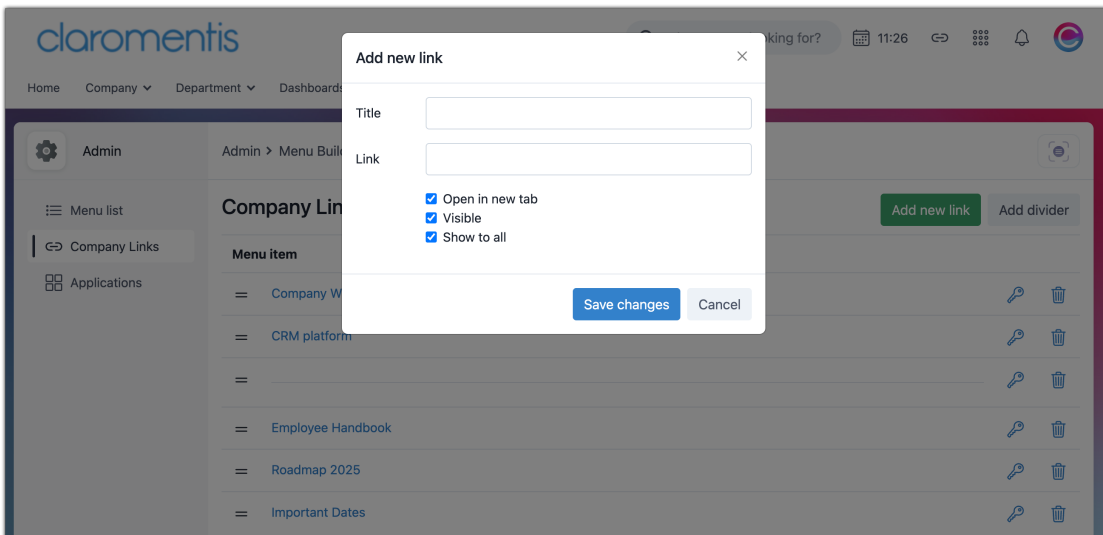 claromentis
king for?
11:26
Home Company Department Dashboards
Add new link
Title
Link
Open in new tab
Visible
Show to all
Save changes Cancel
Admin
Admin > Menu Buil
Menu list
Company Links
Applications
Company Lin
Add new link Add divider
Menu item
Company W
CRM platform
Employee Handbook
Roadmap 2025
Important Dates